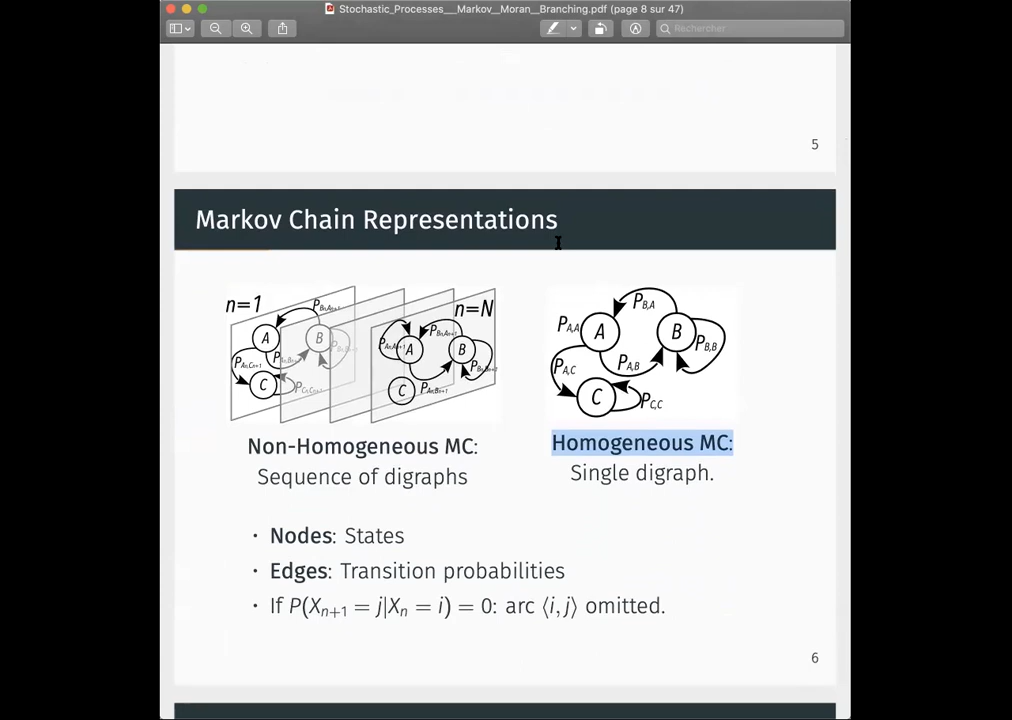 Stochastic_Processes__Markov__Moran__Branching.pdf (page 8 sur 47)
Rechercher
5
Markov Chain Representations
n=1
n=N
A
B
C
A
B
C
P_{B,A}
P_{A,A}
A
B
P_{B,B}
P_{A,C}
P_{A,B}
C
P_{C,C}
Non-Homogeneous MC:
Sequence of digraphs
Homogeneous MC:
Single digraph.
· Nodes: States
· Edges: Transition probabilities
· If P(X_{n+1} = j|X_n = i) = 0: arc ⟨i, j⟩ omitted.
6